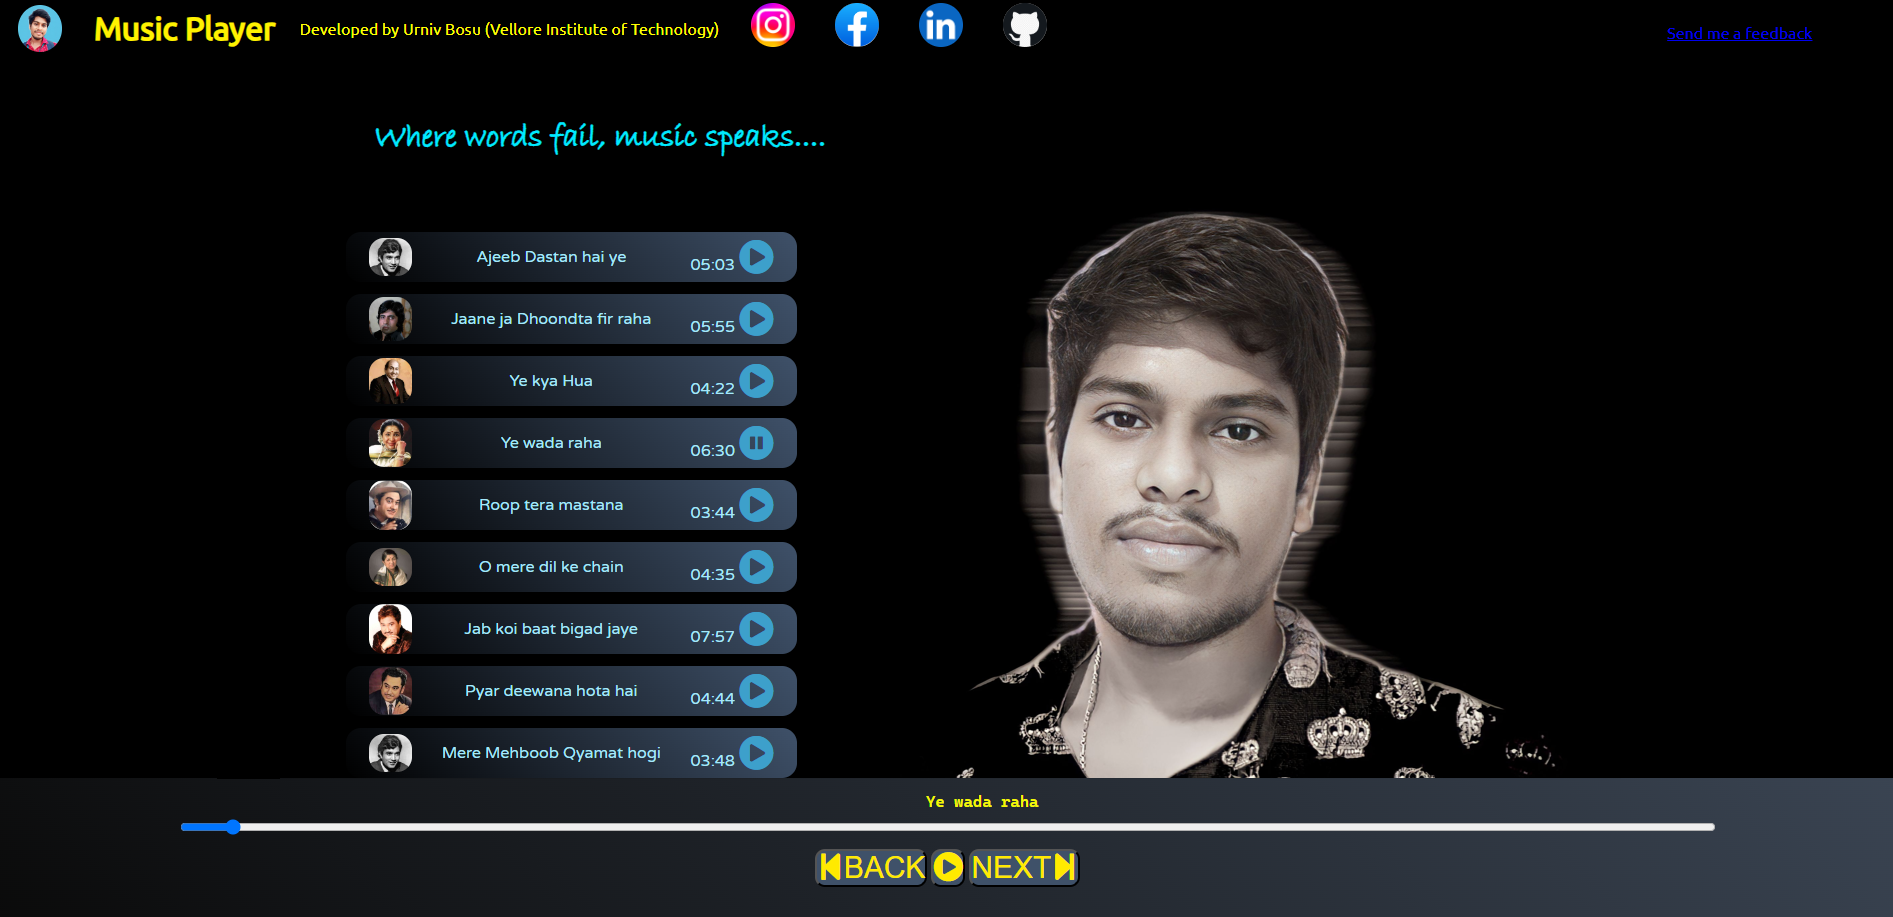 Music Player
Developed by Urniv Bosu (Vellore Institute of Technology)
Send me a feedback
Where words fail, music speaks....
Ajeeb Dastan hai ye 05:03
Jaane ja Dhoondta fir raha 05:55
Ye kya Hua 04:22
Ye wada raha 06:30
Roop tera mastana 03:44
O mere dil ke chain 04:35
Jab koi baat bigad jaye 07:57
Pyar deewana hota hai 04:44
Mere Mehboob Qyamat hogi 03:48
Ye wada raha
BACK NEXT